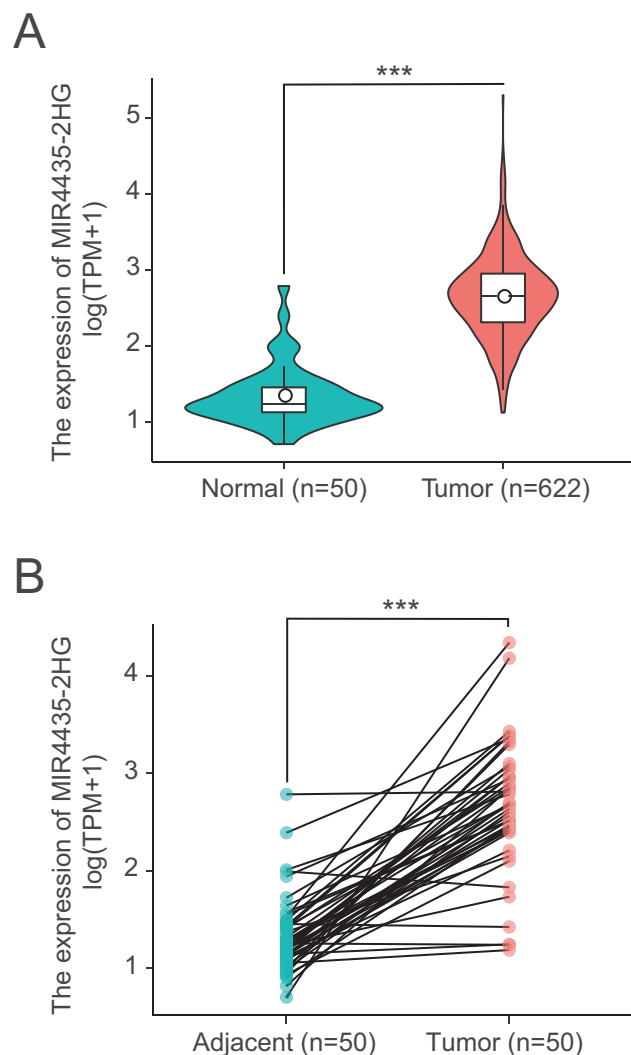 A
***
The expression of MIR4435-2HG
log(TPM+1)
5
4
3
2
1
Normal (n=50)
Tumor (n=622)
B
***
The expression of MIR4435-2HG
log(TPM+1)
4
3
2
1
Adjacent (n=50)
Tumor (n=50)